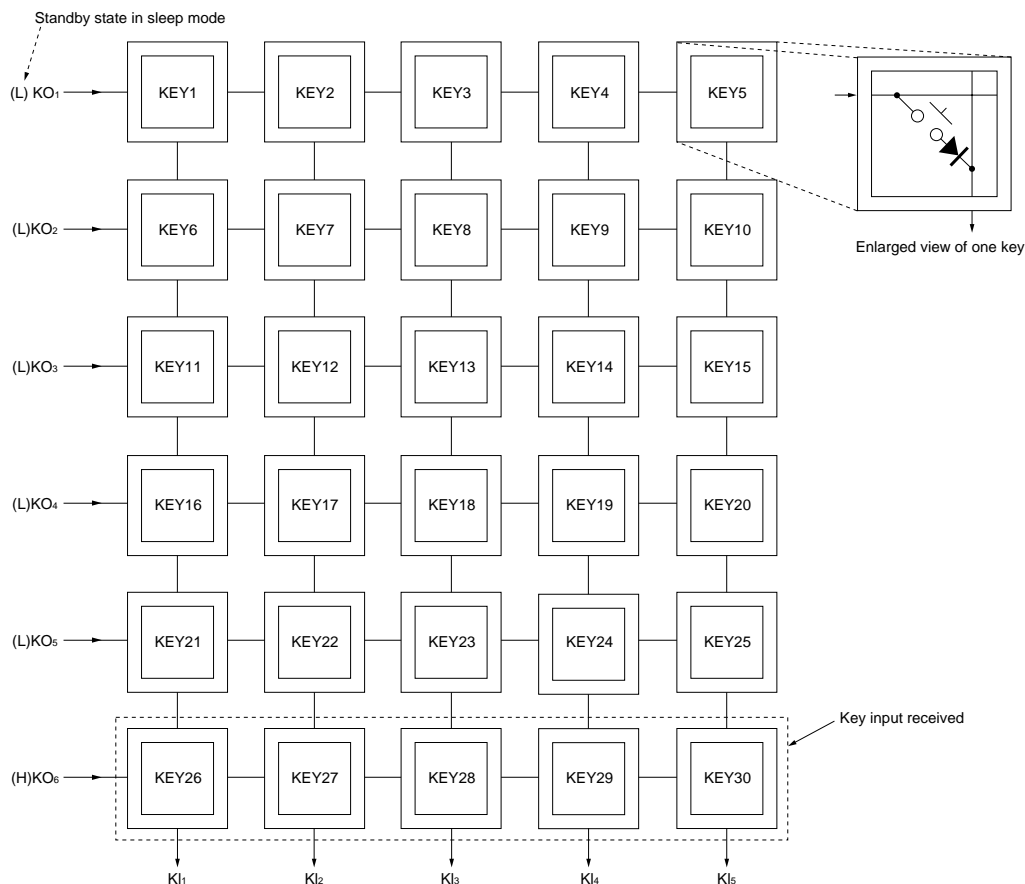 Standby state in sleep mode
(L) KO1
KEY1
KEY2
KEY3
KEY4
KEY5
Enlarged view of one key
(L)KO2
KEY6
KEY7
KEY8
KEY9
KEY10
(L)KO3
KEY11
KEY12
KEY13
KEY14
KEY15
(L)KO4
KEY16
KEY17
KEY18
KEY19
KEY20
(L)KO5
KEY21
KEY22
KEY23
KEY24
KEY25
Key input received
(H)KO6
KEY26
KEY27
KEY28
KEY29
KEY30
KI1
KI2
KI3
KI4
KI5